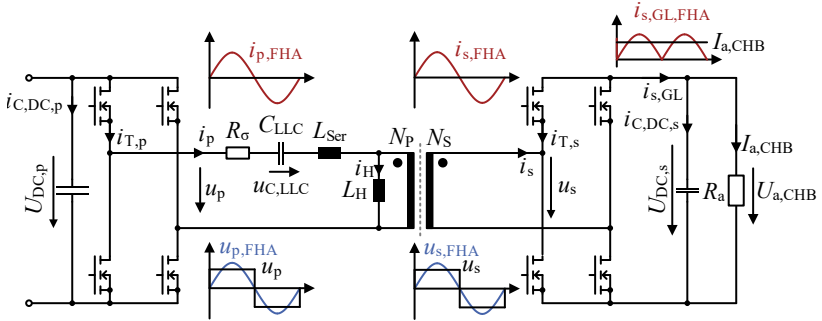 i_s,GL,FHA
i_p,FHA
i_s,FHA
I_a,CHB
i_s,GL
i_C,DC,p
i_T,p
i_p
R_σ
C_LLC
L_Ser
N_P
N_S
i_T,s
i_C,DC,s
I_a,CHB
i_H
i_s
U_DC,p
u_p
u_C,LLC
L_H
u_s
U_DC,s
R_a
U_a,CHB
u_p,FHA
u_p
u_s,FHA
u_s